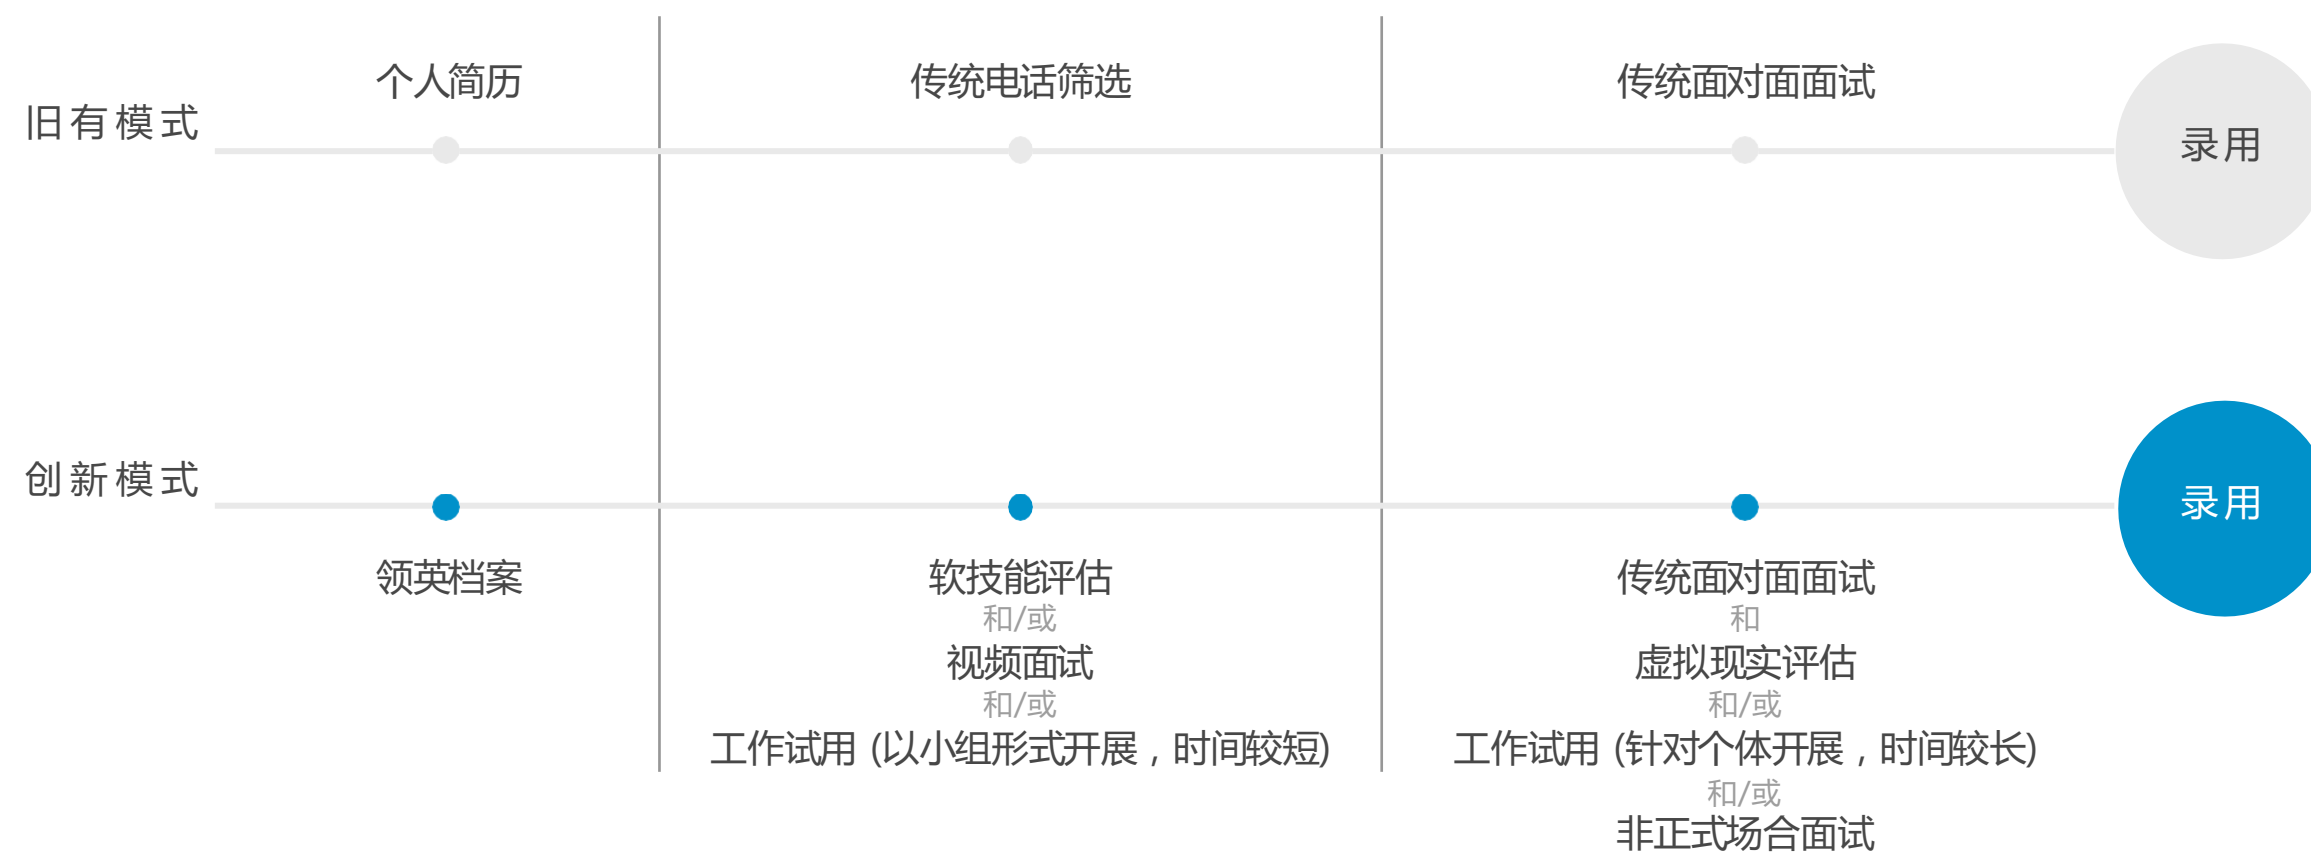 旧有模式
个人简历
传统电话筛选
传统面对面面试
录用
创新模式
录用
领英档案
软技能评估
和/或
视频面试
和/或
工作试用 (以小组形式开展，时间较短)
传统面对面面试
和
虚拟现实评估
和/或
工作试用 (针对个体开展，时间较长)
和/或
非正式场合面试